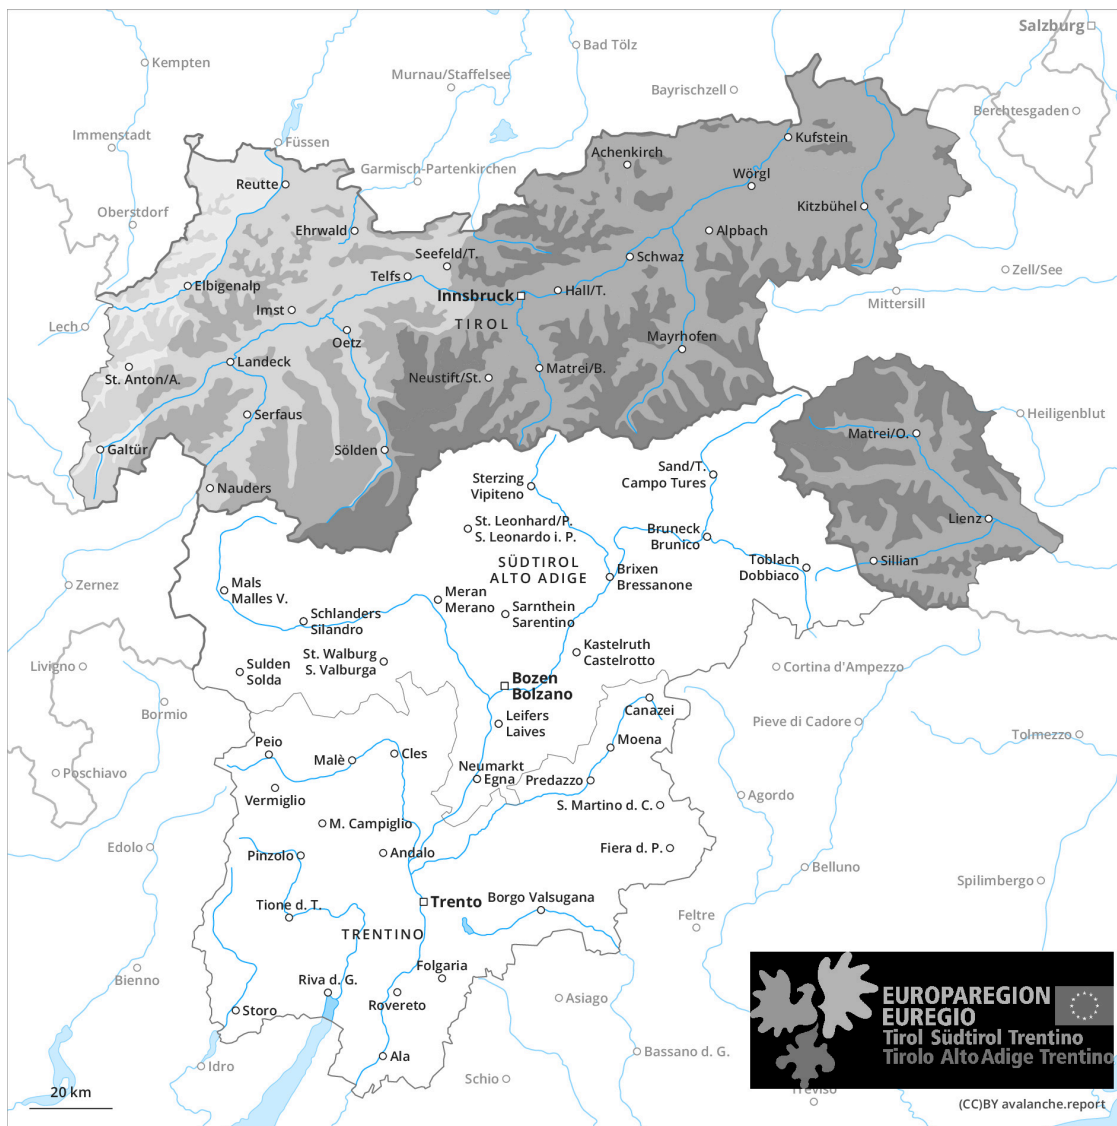 Salzburg
Bad Tölz
Kempten
Murnau/Staffelsee
Bayrischzell
Berchtesgaden
Immenstadt
Füssen
Kufstein
Achenkirch
Garmisch-Partenkirchen
Wörgl
Reutte
Oberstdorf
Kitzbühel
Ehrwald
Alpbach
Seefeld/T.
Schwaz
Telfs
Zell/See
Elbigenalp
Hall/T.
Innsbruck
Mittersill
Imst
Lech
TIROL
Oetz
Mayrhofen
Landeck
Matrei/B.
St. Anton/A.
Neustift/St.
Serfaus
Heiligenblut
Matrei/O.
Galtür
Sölden
Sand/T.
Campo Tures
Sterzing
Vipiteno
Nauders
Lienz
St. Leonhard/P.
S. Leonardo i. P.
Bruneck
Brunico
SÜDTIROL
ALTO ADIGE
Toblach
Dobbiaco
Sillian
Brixen
Bressanone
Zernez
Mals
Malles V.
Meran
Merano
Schlanders
Silandro
Sarnthein
Sarentino
Kastelruth
Castelrotto
St. Walburg
S. Valburga
Livigno
Sulden
Solda
Cortina d'Ampezzo
Bozen
Bolzano
Bormio
Canazei
Leifers
Laives
Pieve di Cadore
Tolmezzo
Peio
Cles
Moena
Malè
Poschiavo
Neumarkt
Egna
Predazzo
Vermiglio
Agordo
S. Martino d. C.
M. Campiglio
Edolo
Pinzolo
Andalo
Fiera d. P.
Belluno
Spilimbergo
Tione d. T.
Trento
Borgo Valsugana
Feltre
TRENTINO
Bienno
Folgaria
Riva d. G.
Rovereto
Asiago
Storo
EUROPAREGION
EUREGIO
Tirol Südtirol Trentino
Tirolo Alto Adige Trentino
Ala
Bassano d. G.
Idro
Schio
Treviso
20 km
(CC)BY avalanche.report